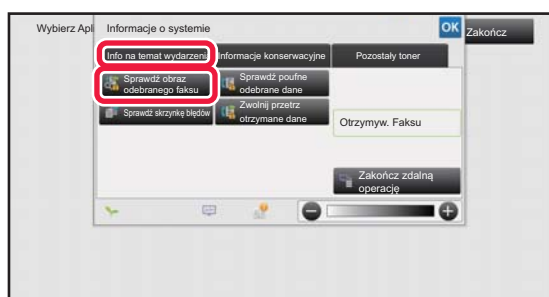 Wybierz Apl
Informacje o systemie
OK
Zakończ
Info na temat wydarzenia
Informacje konserwacyjne
Pozostały toner
Sprawdź obraz
odebranego faksu
Sprawdź poufne
odebrane dane
Sprawdź skrzynkę błędów
Zwolnij przetrz
otrzymane dane
Otrzymyw. Faksu
Zakończ zdalną
operację